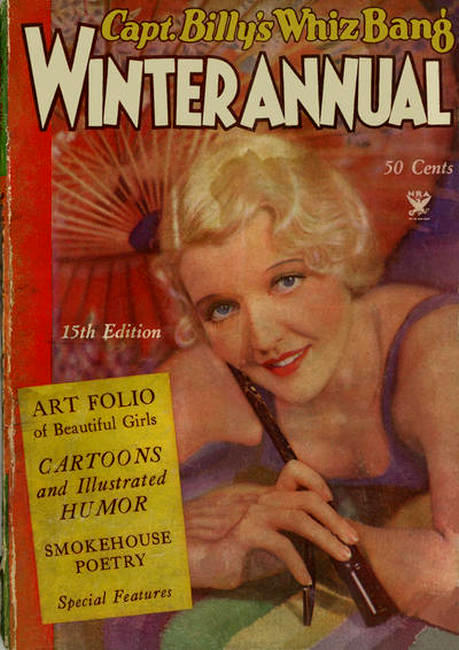 Capt. Billy's Whiz Bang
WINTER ANNUAL
50 Cents
NRA
15th Edition
ART FOLIO
of Beautiful Girls
CARTOONS
and Illustrated
HUMOR
SMOKEHOUSE
POETRY
Special Features